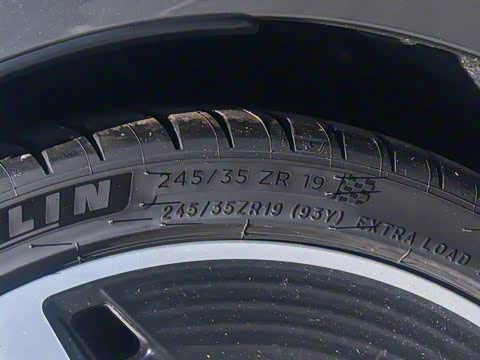 LIN
245/35 ZR 19
245/35ZR19 (93Y) EXTRA LOAD